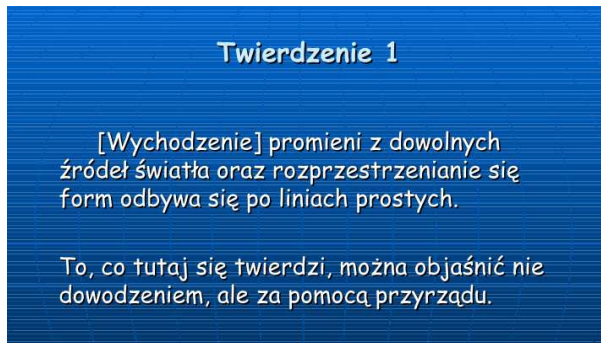 Twierdzenie 1
[Wychodzenie] promieni z dowolnych
źródeł światła oraz rozprzestrzenianie się
form odbywa się po liniach prostych.
To, co tutaj się twierdzi, można objaśnić nie
dowodzeniem, ale za pomocą przyrządu.